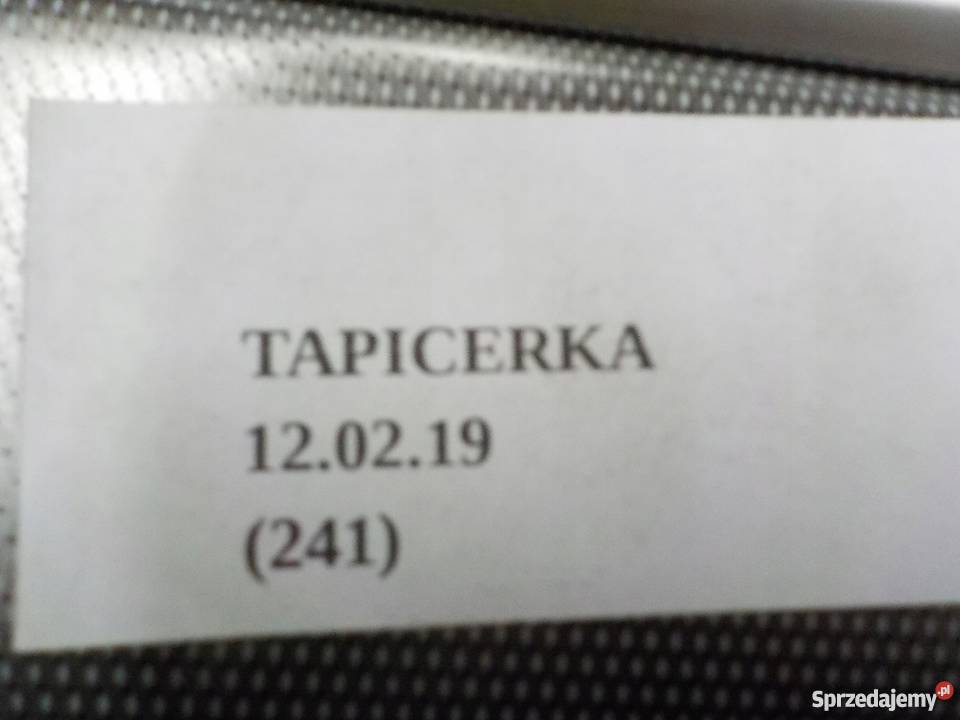 TAPICERKA
12.02.19
(241)
Sprzedajemy.pl